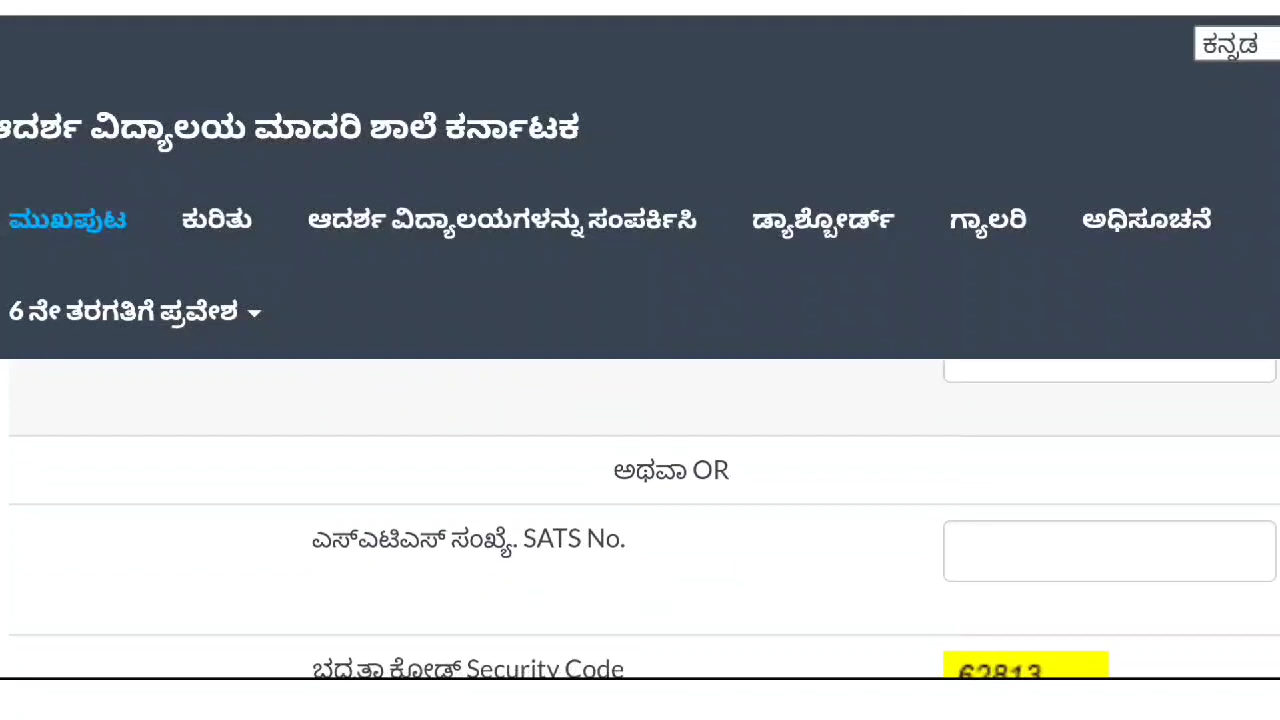 ಕನ್ನಡ
ಆದರ್ಶ ವಿದ್ಯಾಲಯ ಮಾದರಿ ಶಾಲೆ ಕರ್ನಾಟಕ
ಮುಖಪುಟ ಕುರಿತು ಆದರ್ಶ ವಿದ್ಯಾಲಯಗಳನ್ನು ಸಂಪರ್ಕಿಸಿ ಡ್ಯಾಶ್ಬೋರ್ಡ್ ಗ್ಯಾಲರಿ ಅಧಿಸೂಚನೆ
6 ನೇ ತರಗತಿಗೆ ಪ್ರವೇಶ
ಅಥವಾ OR
ಎಸ್ಎಟಿಎಸ್ ಸಂಖ್ಯೆ. SATS No.
ಭದ್ರತಾ ಕೋಡ್ Security Code 62813